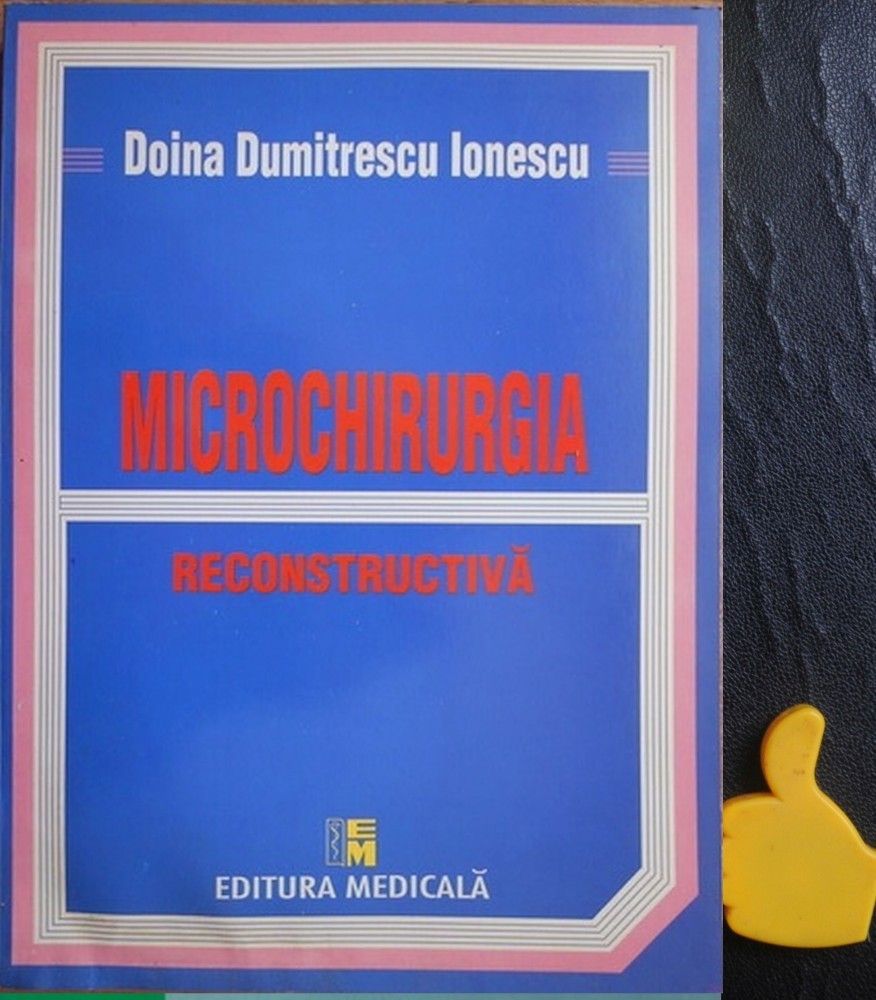 Doina Dumitrescu Ionescu
MICROCHIRURGIA
RECONSTRUCTIVĂ
EM
EDITURA MEDICALĂ